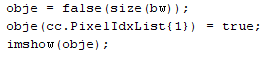 obje = false(size(bw));
obje(cc.PixelIdxList{1}) = true;
imshow(obje);